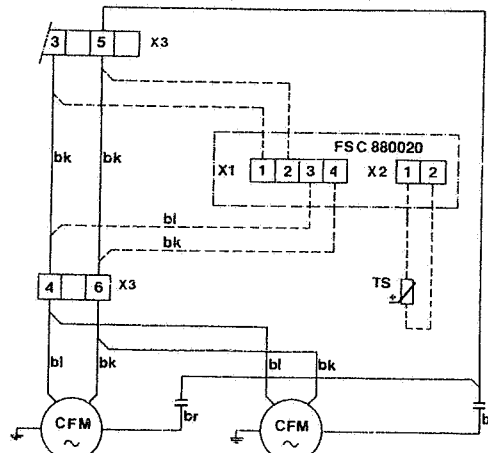 3 5 X3
FSC 880020
X1 1 2 3 4 X2 1 2
bk bk
bl
bk
TS
+
4 6 X3
bl bk bl bk
br
CFM
~
CFM
~